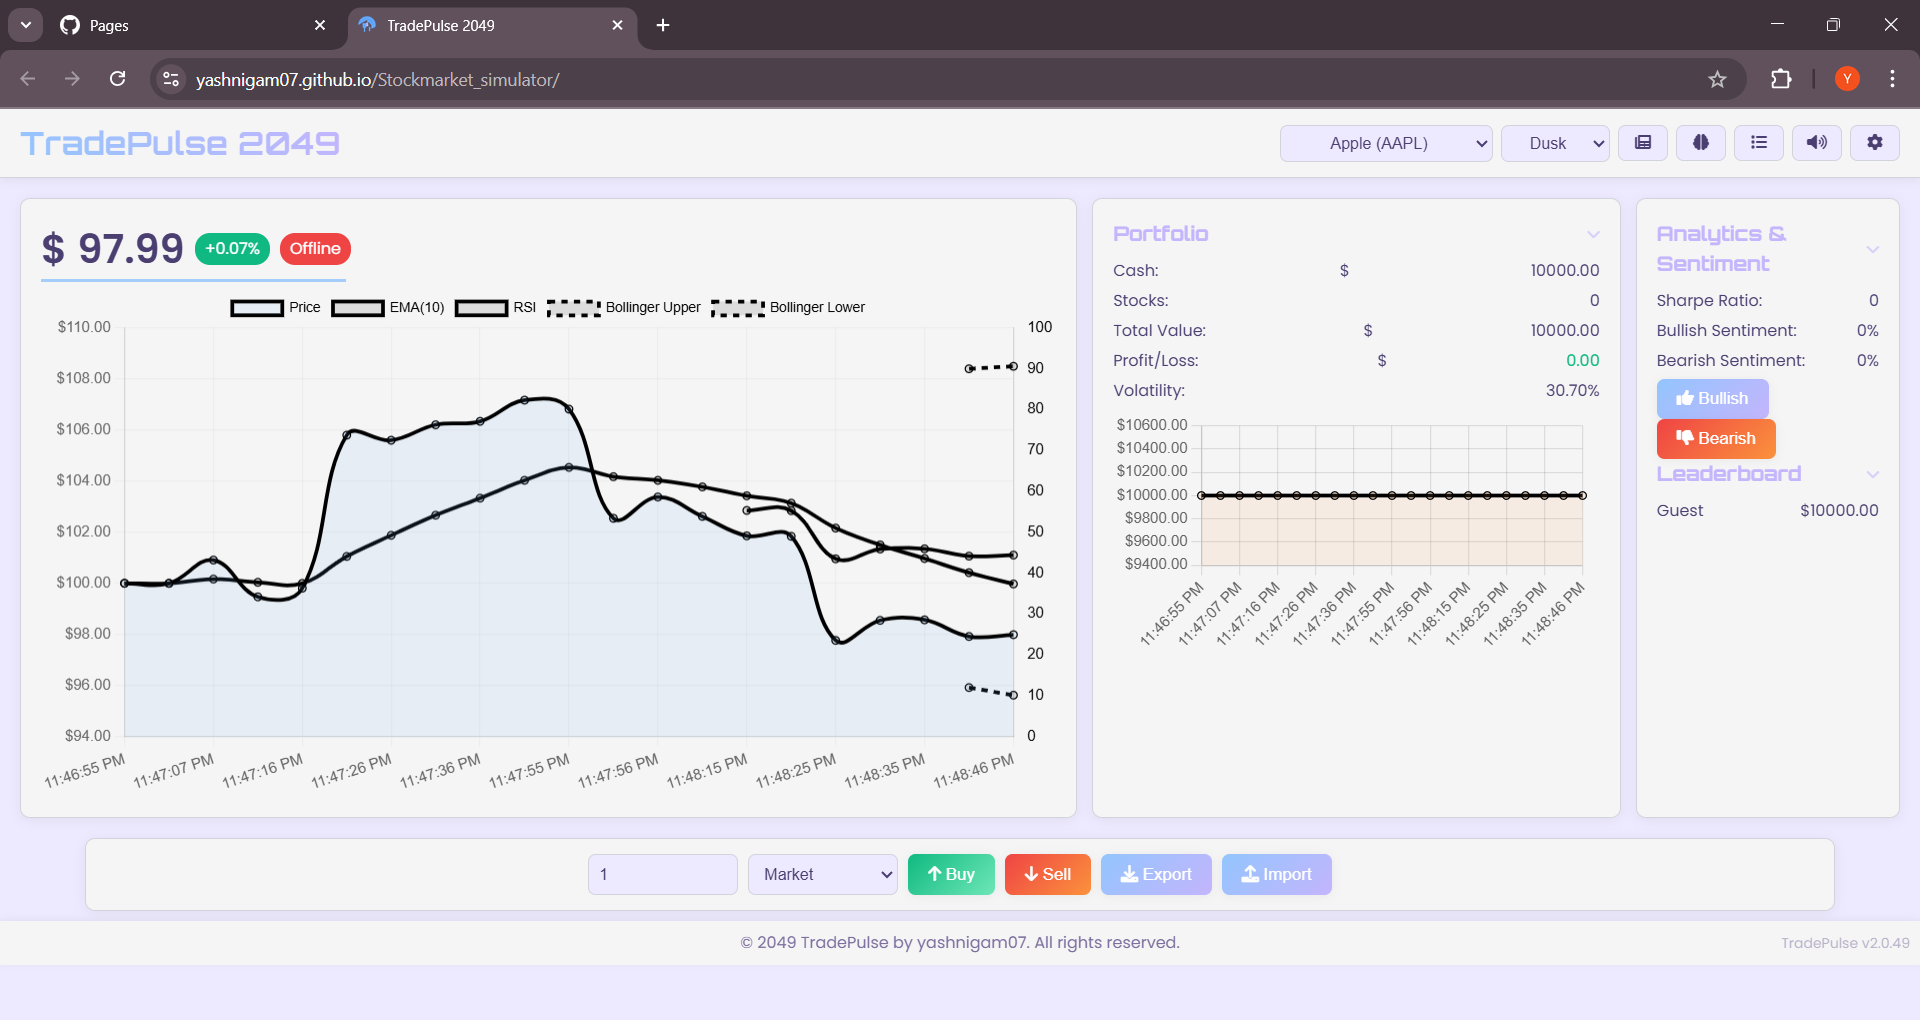 Pages
TradePulse 2049
yashnigam07.github.io/Stockmarket_simulator/
Y
TradePulse 2049
Apple (AAPL)
Dusk
$ 97.99
+0.07%
Offline
Price
EMA(10)
RSI
Bollinger Upper
Bollinger Lower
$110.00
$108.00
$106.00
$104.00
$102.00
$100.00
$98.00
$96.00
$94.00
100
90
80
70
60
50
40
30
20
10
0
11:46:55 PM
11:47:07 PM
11:47:16 PM
11:47:26 PM
11:47:36 PM
11:47:55 PM
11:47:56 PM
11:48:15 PM
11:48:25 PM
11:48:35 PM
11:48:46 PM
Portfolio
Cash: $ 10000.00
Stocks: 0
Total Value: $ 10000.00
Profit/Loss: $ 0.00
Volatility: 30.70%
$10600.00
$10400.00
$10200.00
$10000.00
$9800.00
$9600.00
$9400.00
11:46:55 PM
11:47:07 PM
11:47:16 PM
11:47:26 PM
11:47:36 PM
11:47:55 PM
11:47:56 PM
11:48:15 PM
11:48:25 PM
11:48:35 PM
11:48:46 PM
Analytics &
Sentiment
Sharpe Ratio: 0
Bullish Sentiment: 0%
Bearish Sentiment: 0%
Bullish
Bearish
Leaderboard
Guest $10000.00
1
Market
Buy
Sell
Export
Import
© 2049 TradePulse by yashnigam07. All rights reserved.
TradePulse v2.0.49